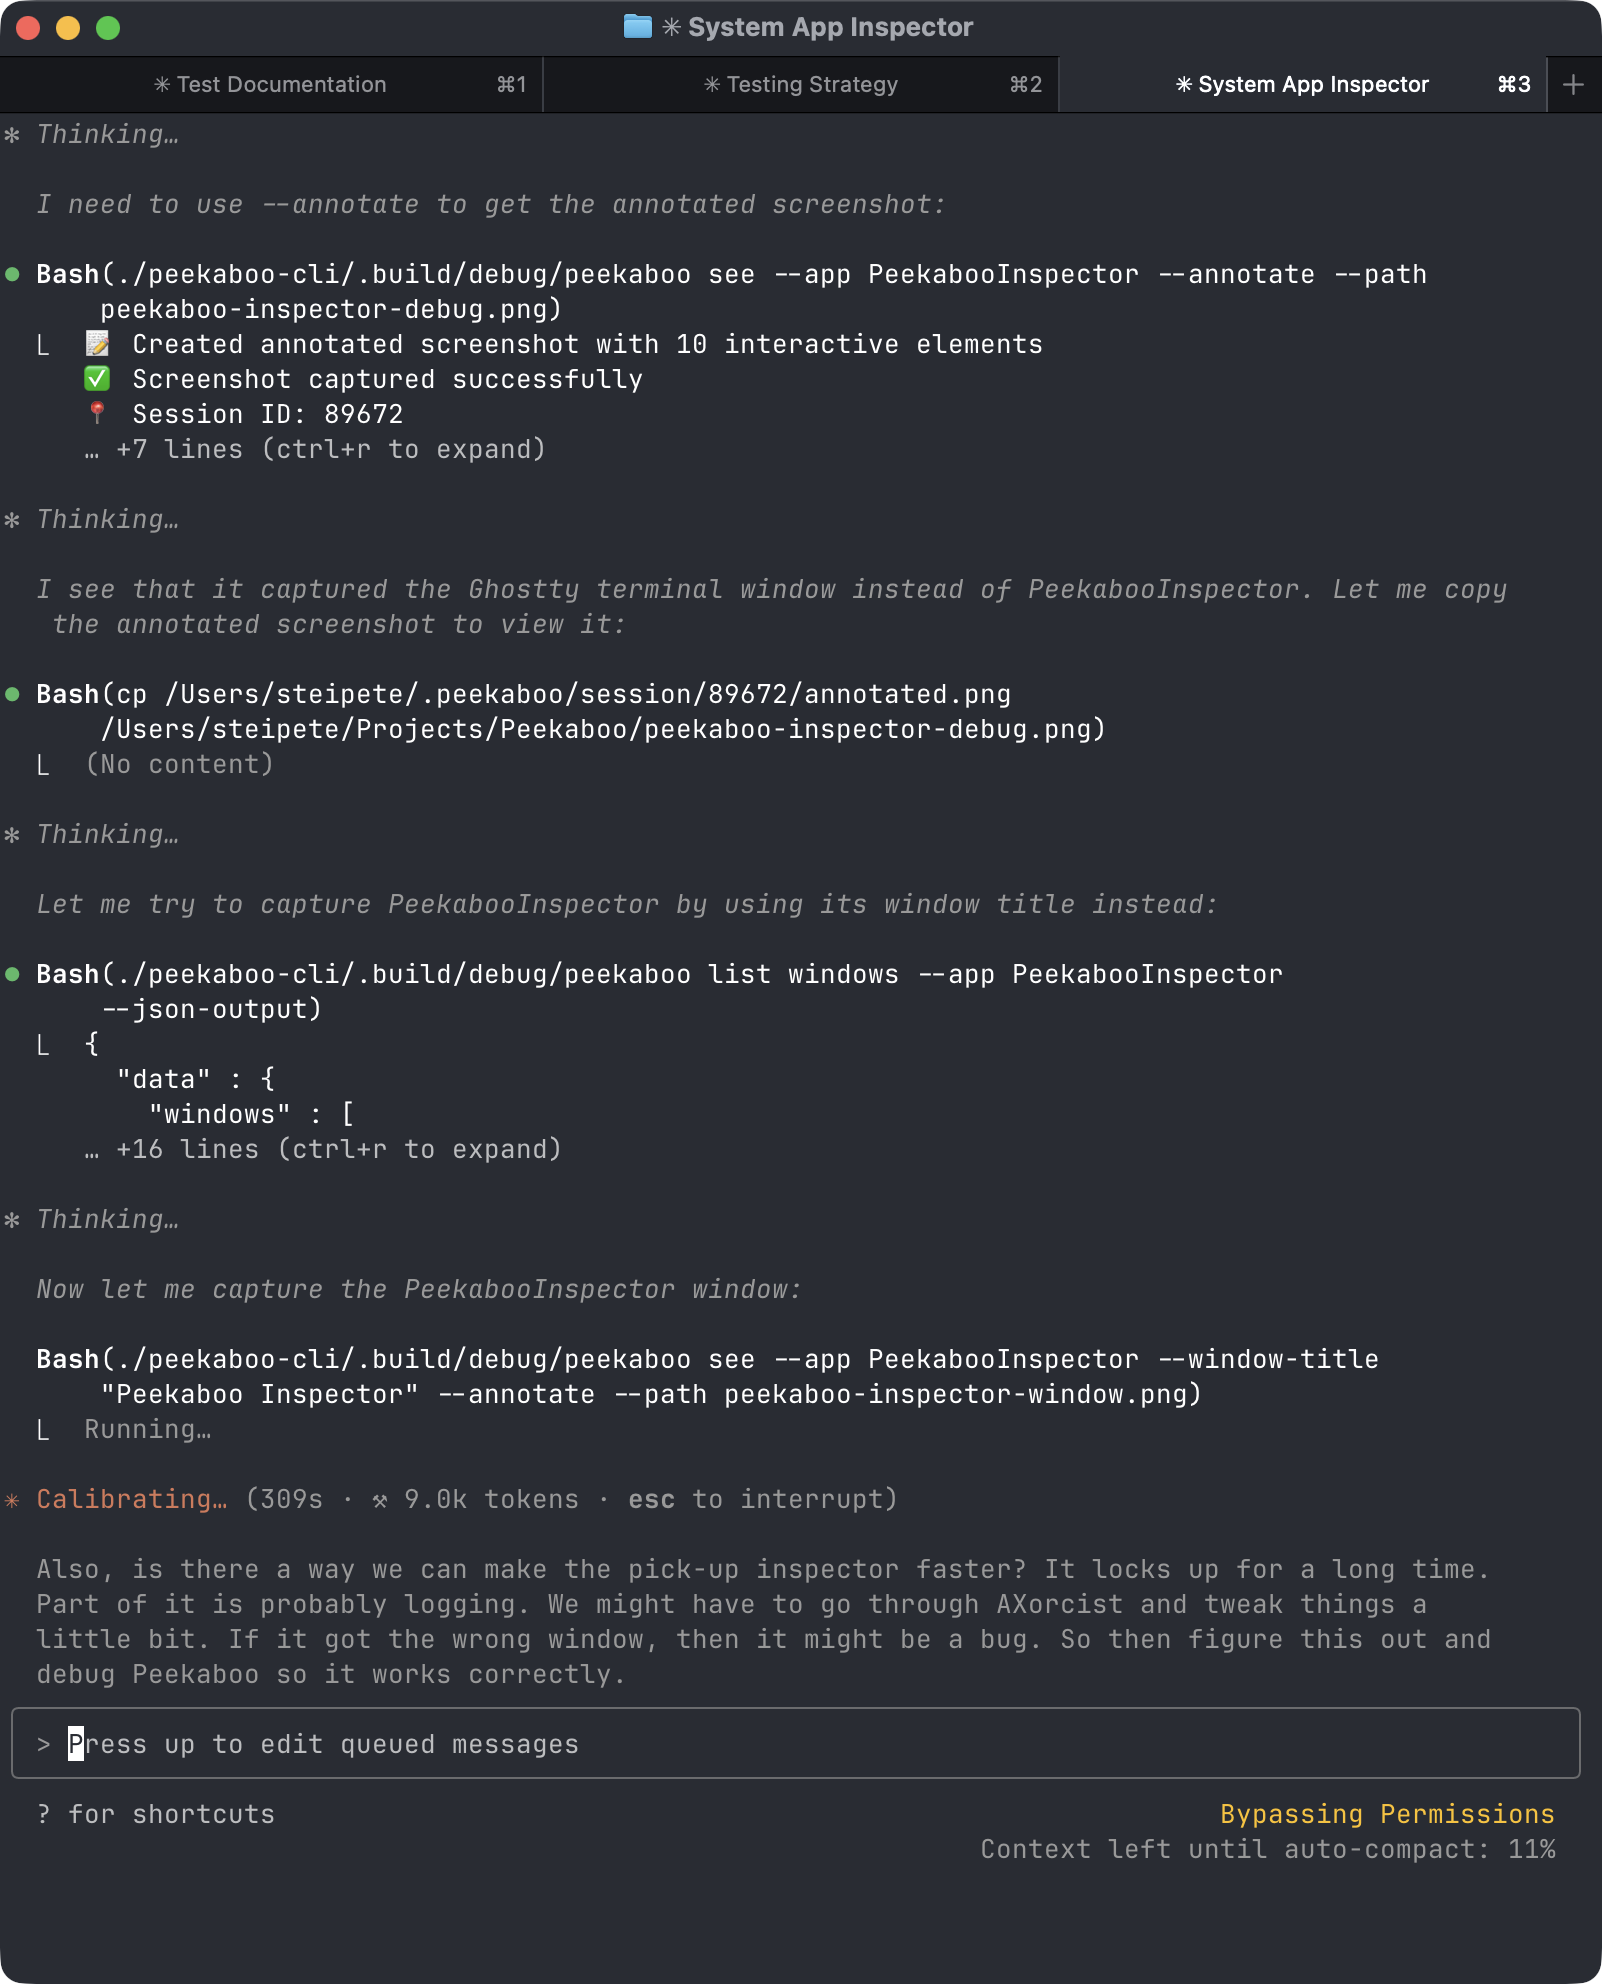 ✳ System App Inspector
✳ Test Documentation ⌘1 ✳ Testing Strategy ⌘2 ✳ System App Inspector ⌘3 +
✻ Thinking…
I need to use --annotate to get the annotated screenshot:
● Bash(./peekaboo-cli/.build/debug/peekaboo see --app PeekabooInspector --annotate --path
peekaboo-inspector-debug.png)
⎿ 📝 Created annotated screenshot with 10 interactive elements
✅ Screenshot captured successfully
📍 Session ID: 89672
… +7 lines (ctrl+r to expand)
✻ Thinking…
I see that it captured the Ghostty terminal window instead of PeekabooInspector. Let me copy
the annotated screenshot to view it:
● Bash(cp /Users/steipete/.peekaboo/session/89672/annotated.png
/Users/steipete/Projects/Peekaboo/peekaboo-inspector-debug.png)
⎿ (No content)
✻ Thinking…
Let me try to capture PeekabooInspector by using its window title instead:
● Bash(./peekaboo-cli/.build/debug/peekaboo list windows --app PeekabooInspector
--json-output)
⎿ {
"data" : {
"windows" : [
… +16 lines (ctrl+r to expand)
✻ Thinking…
Now let me capture the PeekabooInspector window:
Bash(./peekaboo-cli/.build/debug/peekaboo see --app PeekabooInspector --window-title
"Peekaboo Inspector" --annotate --path peekaboo-inspector-window.png)
⎿ Running…
✳ Calibrating… (309s · ⚒ 9.0k tokens · esc to interrupt)
Also, is there a way we can make the pick-up inspector faster? It locks up for a long time.
Part of it is probably logging. We might have to go through AXorcist and tweak things a
little bit. If it got the wrong window, then it might be a bug. So then figure this out and
debug Peekaboo so it works correctly.
> Press up to edit queued messages
? for shortcuts Bypassing Permissions
Context left until auto-compact: 11%